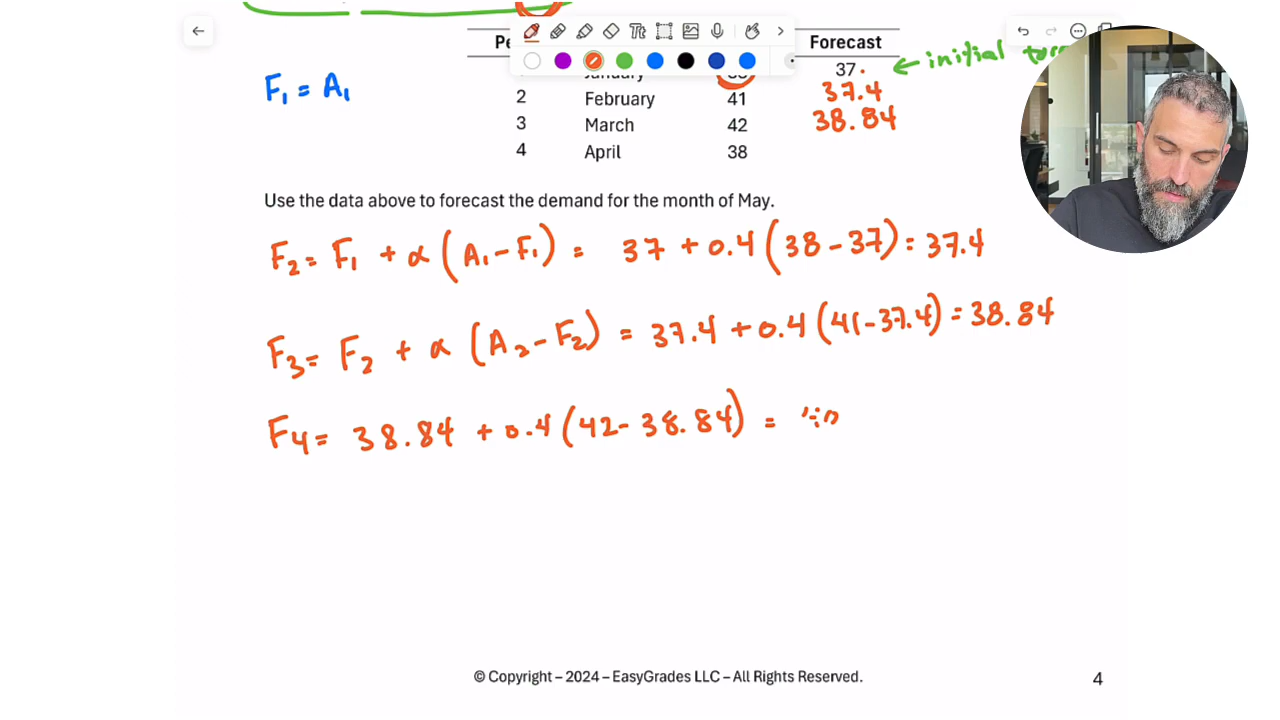 Forecast
← initial
37
F₁ = A₁
37.4
2 February 41
38.84
3 March 42
4 April 38
Use the data above to forecast the demand for the month of May.
F₂ = F₁ + α (A₁ - F₁) = 37 + 0.4 (38 - 37) = 37.4
F₃ = F₂ + α (A₂ - F₂) = 37.4 + 0.4 (41 - 37.4) = 38.84
F₄ = 38.84 + 0.4 (42 - 38.84) =
© Copyright – 2024 – EasyGrades LLC – All Rights Reserved.
4